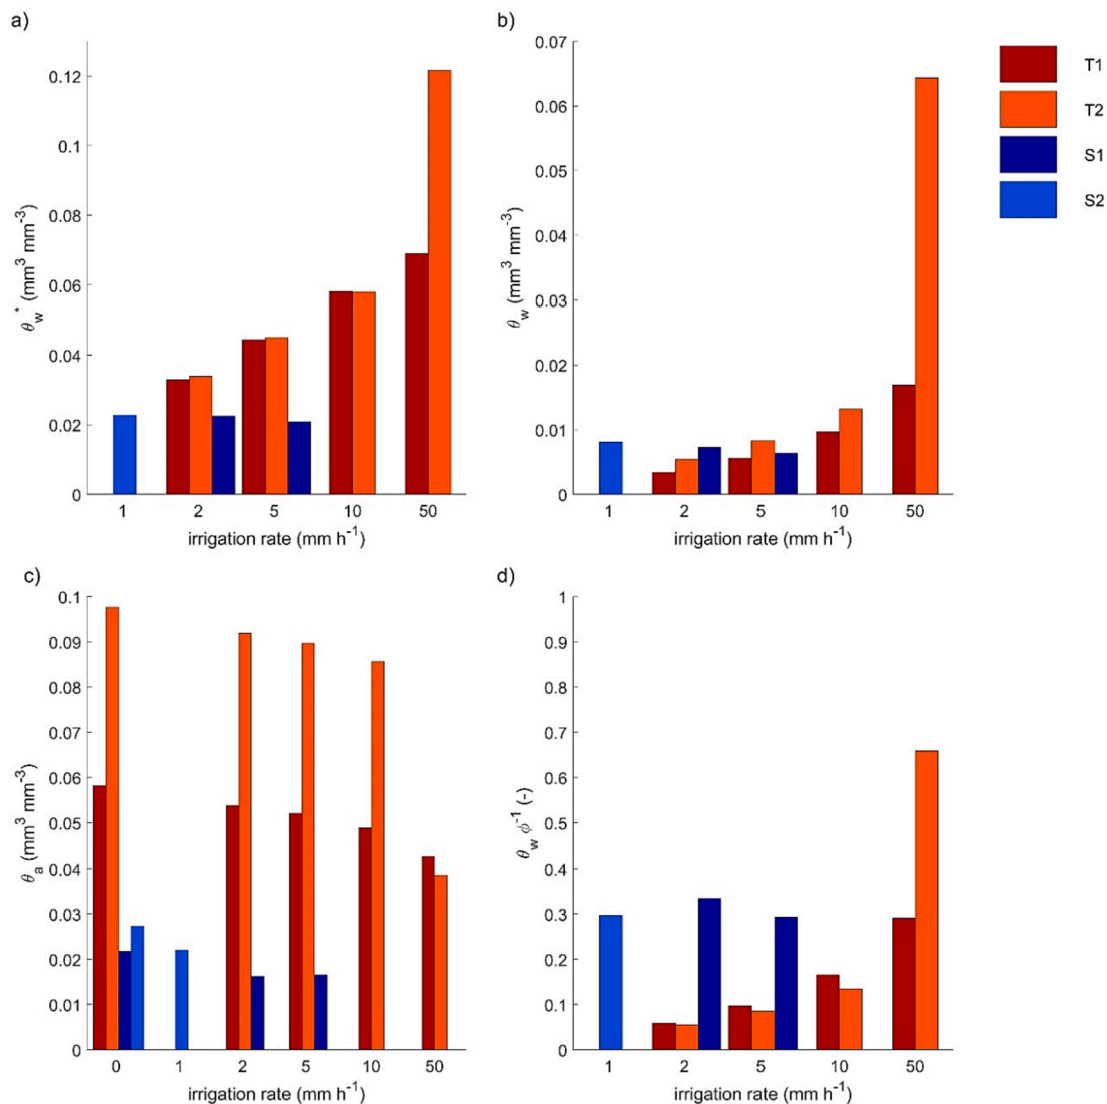 a)
0.12
0.1
0.08
0.06
0.04
0.02
0
θw* (mm3 mm-3)
1 2 5 10 50
irrigation rate (mm h-1)
b)
0.07
0.06
0.05
0.04
0.03
0.02
0.01
0
θw (mm3 mm-3)
1 2 5 10 50
irrigation rate (mm h-1)
T1
T2
S1
S2
c)
0.1
0.09
0.08
0.07
0.06
0.05
0.04
0.03
0.02
0.01
0
θa (mm3 mm-3)
0 1 2 5 10 50
irrigation rate (mm h-1)
d)
1
0.9
0.8
0.7
0.6
0.5
0.4
0.3
0.2
0.1
0
θw ϕ-1 (-)
1 2 5 10 50
irrigation rate (mm h-1)